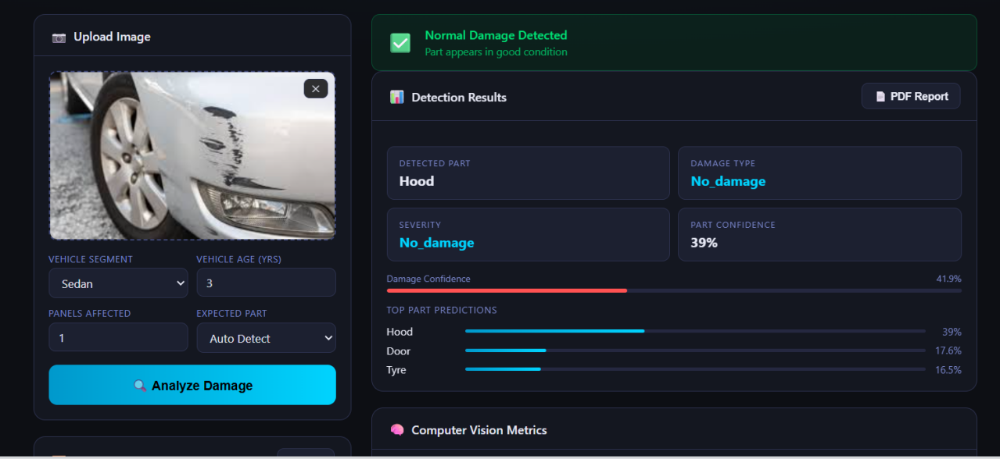 Upload Image
VEHICLE SEGMENT
VEHICLE AGE (YRS)
Sedan
3
PANELS AFFECTED
EXPECTED PART
1
Auto Detect
Analyze Damage
Normal Damage Detected
Part appears in good condition
Detection Results
PDF Report
DETECTED PART
Hood
DAMAGE TYPE
No_damage
SEVERITY
No_damage
PART CONFIDENCE
39%
Damage Confidence 41.9%
TOP PART PREDICTIONS
Hood 39%
Door 17.6%
Tyre 16.5%
Computer Vision Metrics